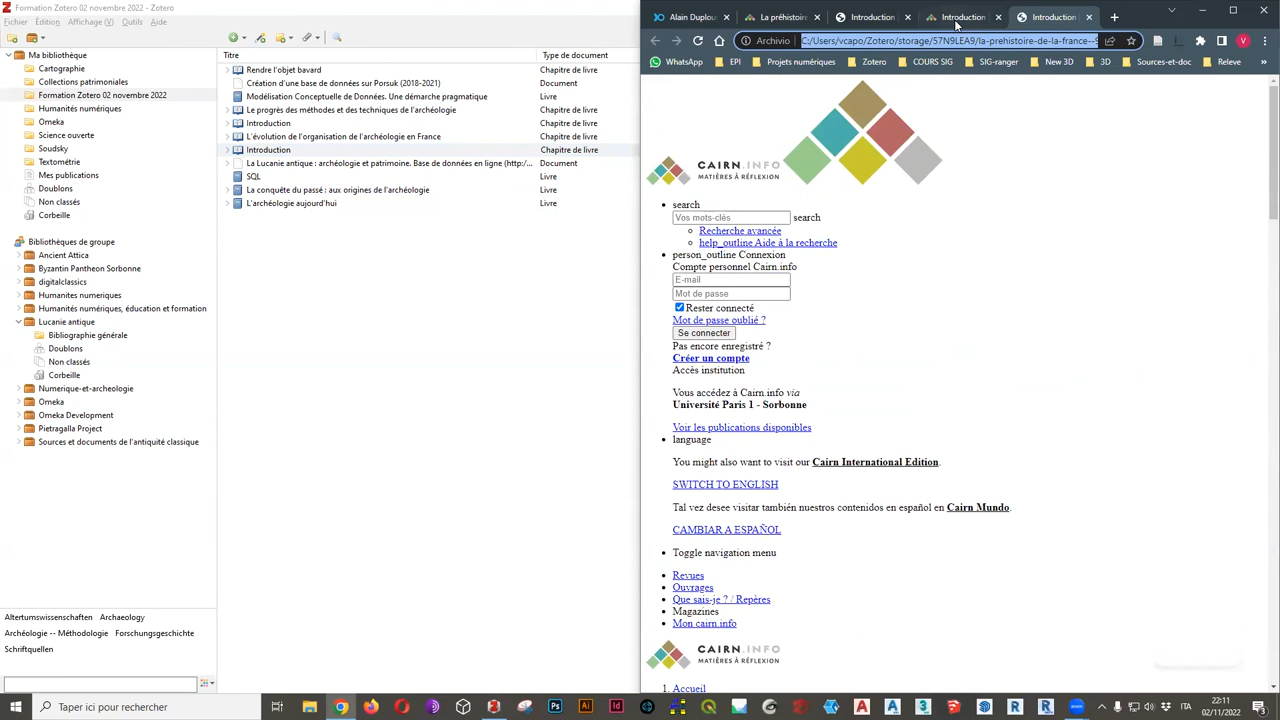 Formation Zotero 02 novembre 2022 - Zotero
Fichier Édition Affichage (V) Outils Aide
Ma bibliothèque
Cartographie
Collections patrimoniales
Formation Zotero 02 novembre 2022
Humanités numériques
Omeka
Science ouverte
Soudsky
Textométrie
Mes publications
Doublons
Non classés
Corbeille
Bibliothèques de groupe
Ancient Attica
Byzantin Pantheon Sorbonne
digitalclassics
Humanites numeriques
Humanités numériques, éducation et formation
Lucanie antique
Bibliographie générale
Doublons
Non classés
Corbeille
Numerique-et-archeologie
Omeka
Omeka Development
Pietragalla Project
Sources et documents de l'antiquité classique
Altertumswissenschaften Archaeology
Archéologie -- Méthodologie Forschungsgeschichte
Schriftquellen
Titre Type de document
Rendre l'objet bavard Chapitre de livre
Création d'une base de données sur Porsuk (2018-2021) Document
Modélisation Conceptuelle de Données. Une démarche pragmatique Livre
Le progrès des méthodes et des techniques de l'archéologie Chapitre de livre
Introduction Chapitre de livre
L'évolution de l'organisation de l'archéologie en France Chapitre de livre
Introduction Chapitre de livre
La Lucanie antique : archéologie et patrimoine. Base de données en ligne (http:/... Document
SQL Livre
La conquête du passé : aux origines de l'archéologie Livre
L'archéologie aujourd'hui Livre
Alain Duplou La préhistoire Introduction Introduction Introduction
Archivio C:/Users/vcapo/Zotero/storage/57N9LEA9/la-prehistoire-de-la-france--9
WhatsApp EPI Projets numériques Zotero COURS SIG SIG-ranger New 3D 3D Sources-et-doc Releve
CAIRN.INFO
MATIÈRES À RÉFLEXION
search
Vos mots-clés search
Recherche avancée
help_outline Aide à la recherche
person_outline Connexion
Compte personnel Cairn.info
E-mail
Mot de passe
Rester connecté
Mot de passe oublié ?
Se connecter
Pas encore enregistré ?
Créer un compte
Accès institution
Vous accédez à Cairn.info via
Université Paris 1 - Sorbonne
Voir les publications disponibles
language
You might also want to visit our Cairn International Edition.
SWITCH TO ENGLISH
Tal vez desee visitar también nuestros contenidos en español en Cairn Mundo.
CAMBIAR A ESPAÑOL
Toggle navigation menu
Revues
Ouvrages
Que sais-je ? / Repères
Magazines
Mon cairn.info
CAIRN.INFO
MATIÈRES À RÉFLEXION
1. Accueil
Taper ici pour rechercher
22:11
02/11/2022